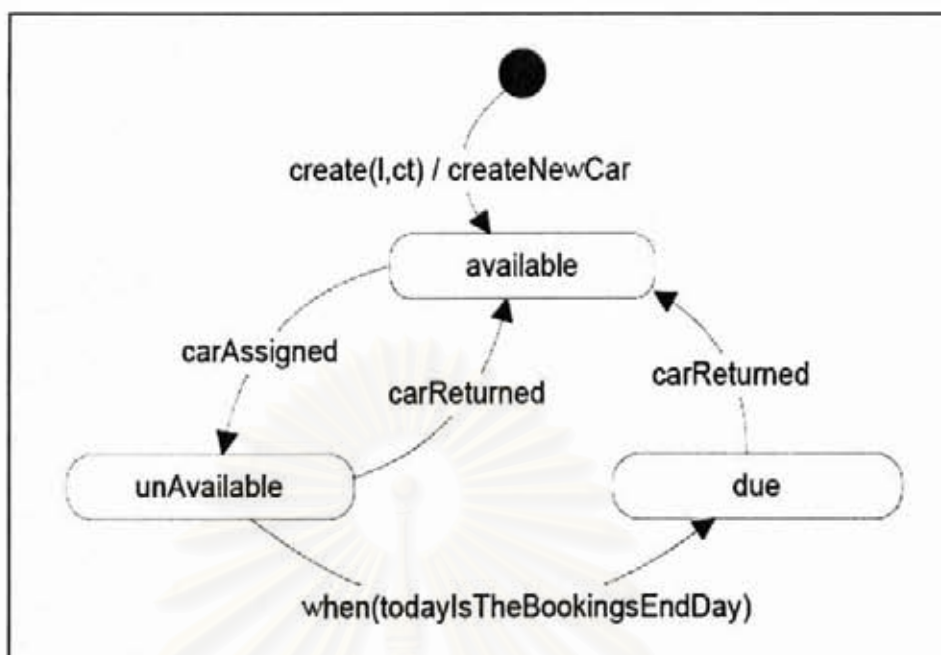 create(l,ct) / createNewCar
available
carAssigned
carReturned
carReturned
unAvailable
due
when(todayIsTheBookingsEndDay)